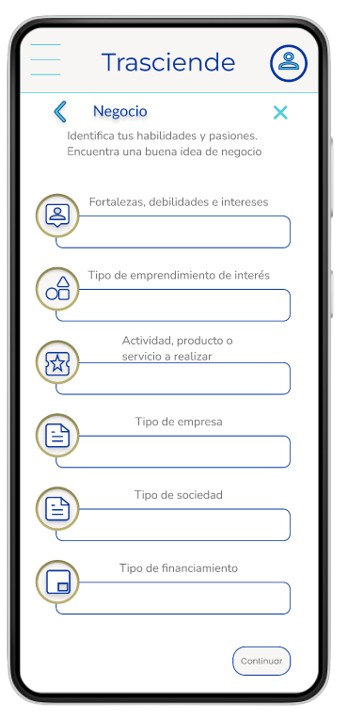 Trasciende
Negocio
Identifica tus habilidades y pasiones.
Encuentra una buena idea de negocio
Fortalezas, debilidades e intereses
Tipo de emprendimiento de interés
Actividad, producto o
servicio a realizar
Tipo de empresa
Tipo de sociedad
Tipo de financiamiento
Continuar